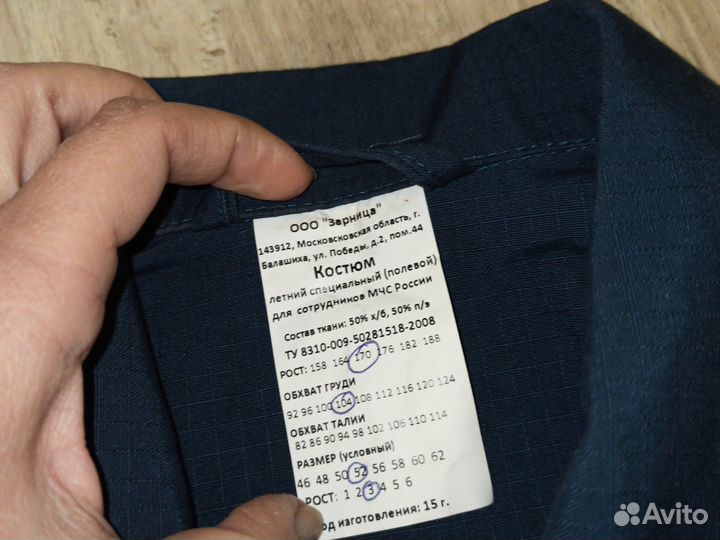 ООО "Зарница"
143912, Московсковская область, г.
Балашиха, ул. Победы, д.2, пом.44
Костюм
летний специальный (полевой)
для сотрудников МЧС России
Состав ткани: 50% х/б, 50% п/э
ТУ 8310-009-50281518-2008
РОСТ: 158 164 170 176 182 188
ОБХВАТ ГРУДИ
92 96 100 104 108 112 116 120 124
ОБХВАТ ТАЛИИ
82 86 90 94 98 102 106 110 114
РАЗМЕР (условный)
46 48 50 52 56 58 60 62
РОСТ: 1 2 3 4 5 6
од изготовления: 15 г.
Avito